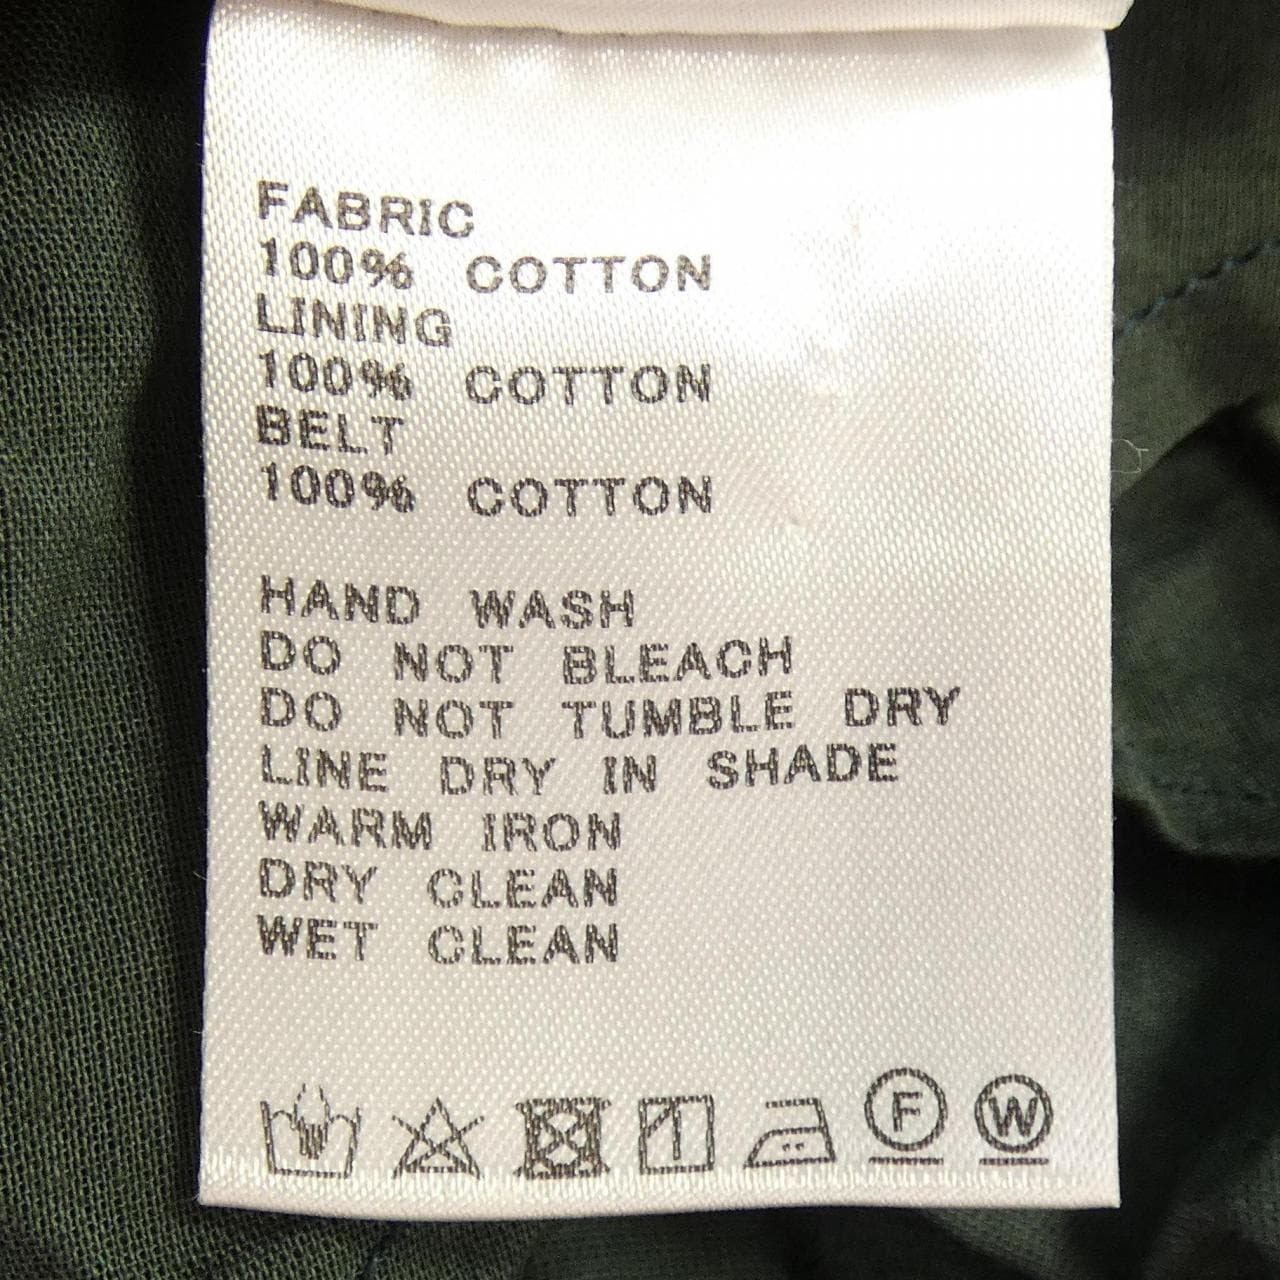 FABRIC
100% COTTON
LINING
100% COTTON
BELT
100% COTTON
HAND WASH
DO NOT BLEACH
DO NOT TUMBLE DRY
LINE DRY IN SHADE
WARM IRON
DRY CLEAN
WET CLEAN
F W